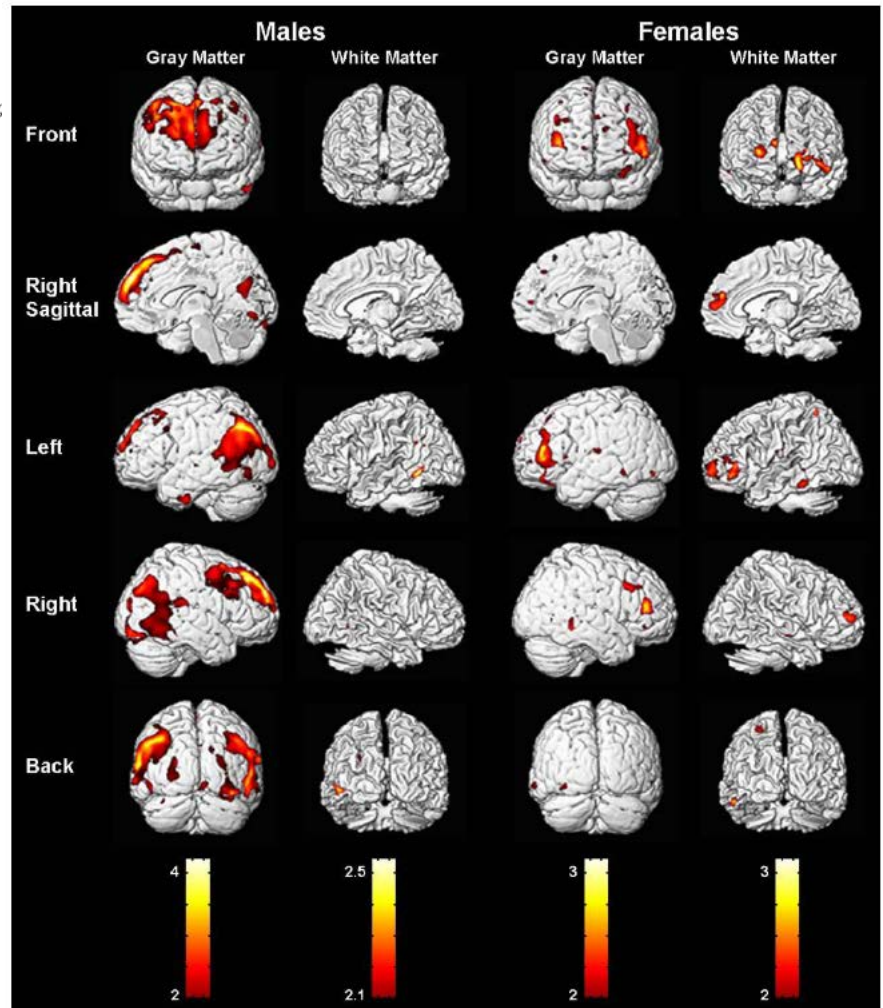 Males Females
Gray Matter White Matter Gray Matter White Matter
Front
Right
Sagittal
Left
Right
Back
4 2.5 3 3
2 2.1 2 2